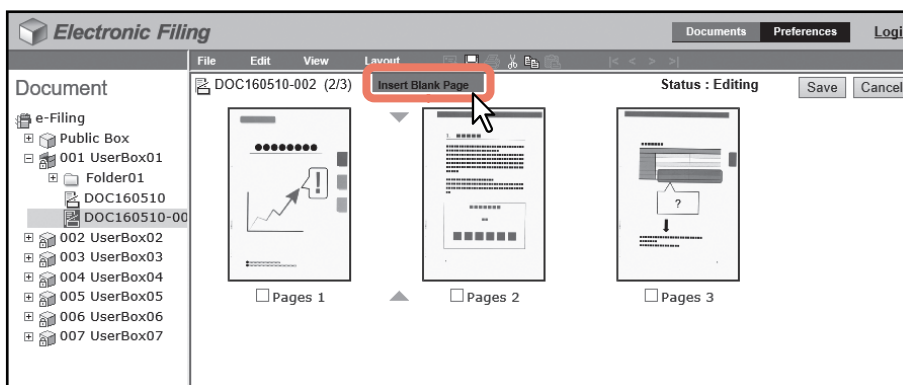 Electronic Filing
Documents Preferences Logi
File Edit View Layout
Document
DOC160510-002 (2/3)
Insert Blank Page
Status : Editing
Save Cancel
e-Filing
Public Box
001 UserBox01
Folder01
DOC160510
DOC160510-00
002 UserBox02
003 UserBox03
004 UserBox04
005 UserBox05
006 UserBox06
007 UserBox07
!
1.
?
Pages 1
Pages 2
Pages 3